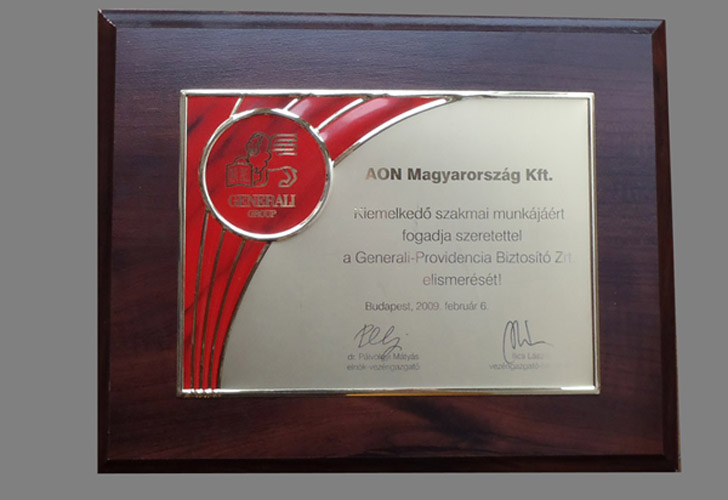 GENERALI
GROUP
AON Magyarország Kft.
Kiemelkedő szakmai munkájáért
fogadja szeretettel
a Generali-Providencia Biztosító Zrt.
elismerését!
Budapest, 2009. február 6.
dr. Pálvölgyi Mátyás
elnök-vezérigazgató